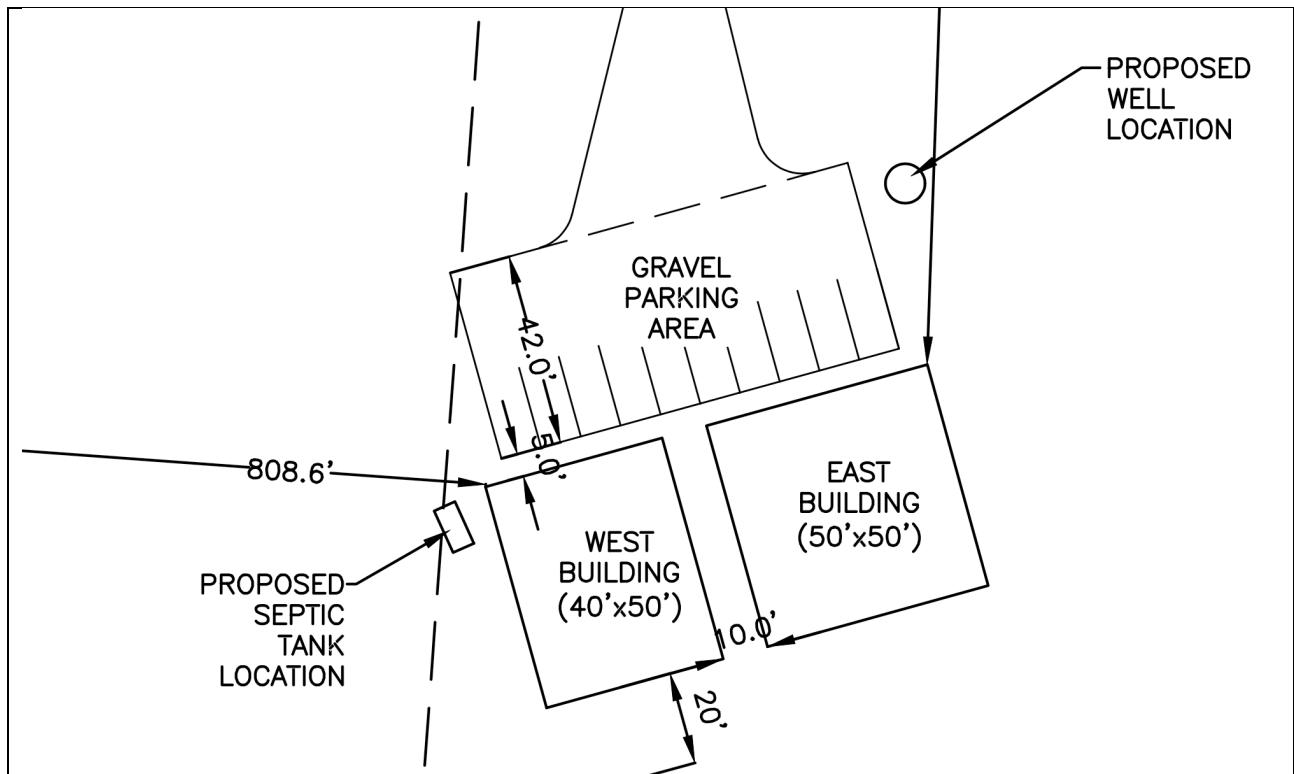 PROPOSED
WELL
LOCATION
GRAVEL
PARKING
AREA
42.0'
5.0'
808.6'
EAST
BUILDING
(50'x50')
WEST
BUILDING
(40'x50')
PROPOSED
SEPTIC
TANK
LOCATION
10.0'
20'